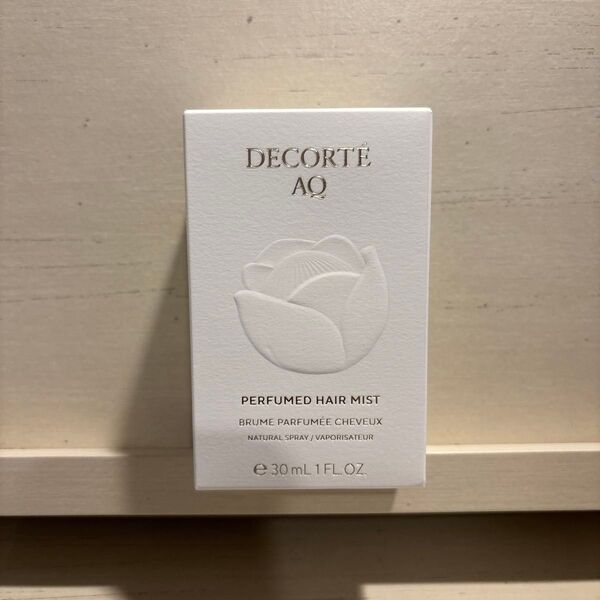 DECORTÉ
AQ
PERFUMED HAIR MIST
BRUME PARFUMÉE CHEVEUX
NATURAL SPRAY / VAPORISATEUR
℮ 30 mL 1 FL.OZ.